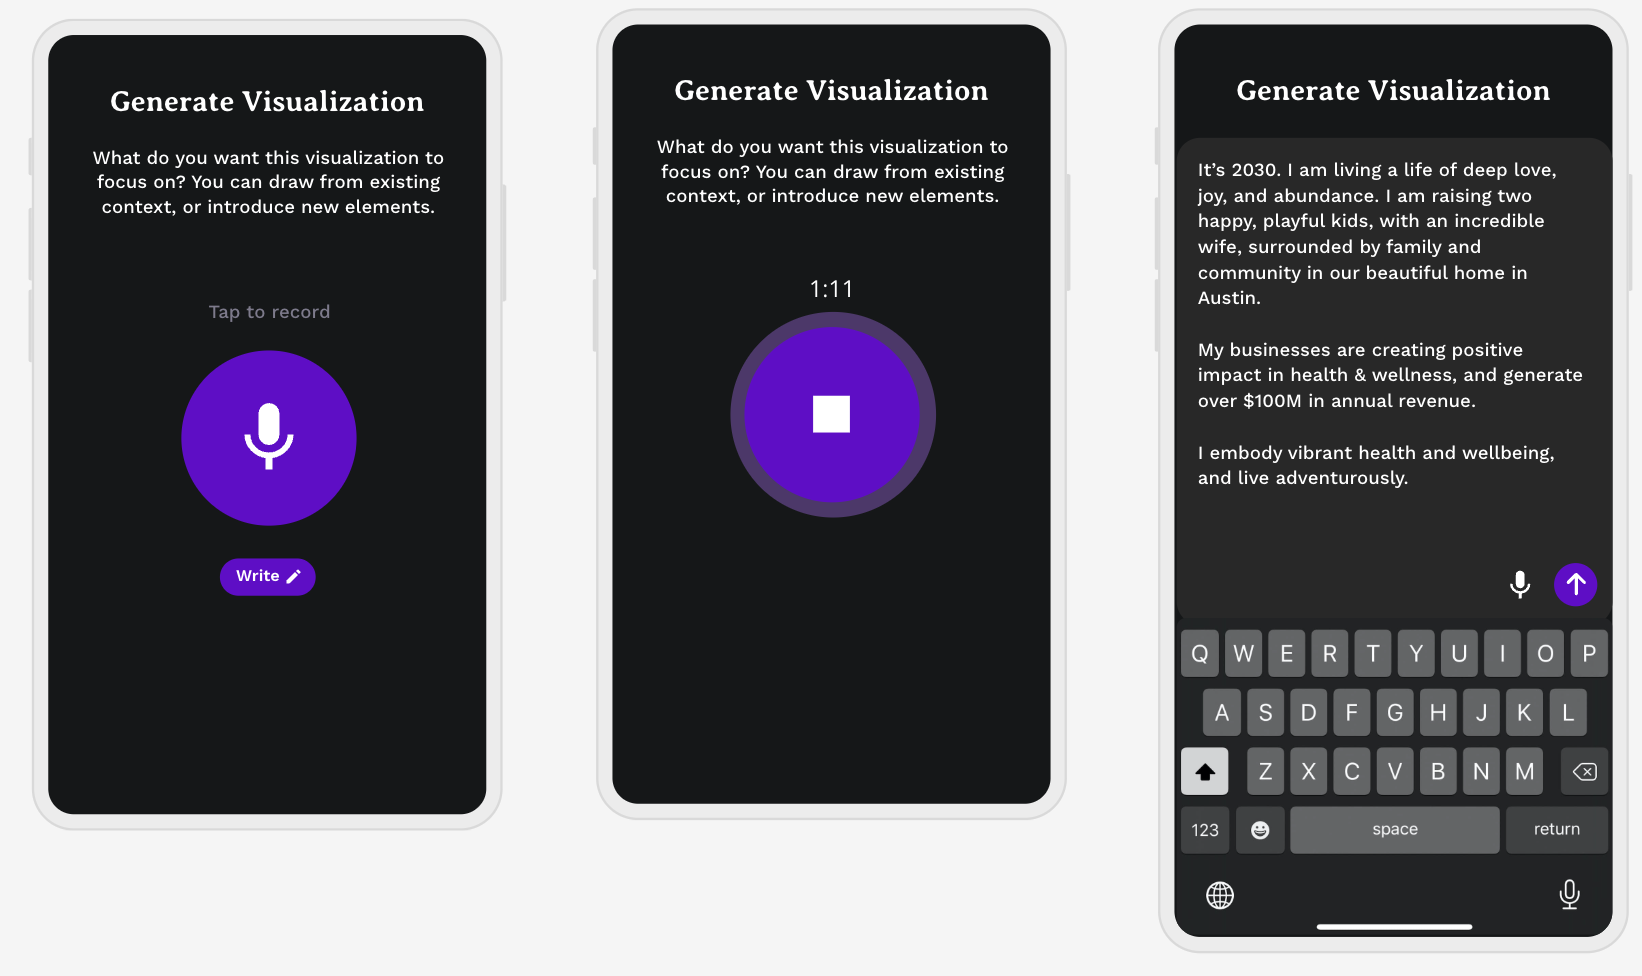 Generate Visualization
What do you want this visualization to
focus on? You can draw from existing
context, or introduce new elements.
Tap to record
Write
Generate Visualization
What do you want this visualization to
focus on? You can draw from existing
context, or introduce new elements.
1:11
Generate Visualization
It’s 2030. I am living a life of deep love,
joy, and abundance. I am raising two
happy, playful kids, with an incredible
wife, surrounded by family and
community in our beautiful home in
Austin.
My businesses are creating positive
impact in health & wellness, and generate
over $100M in annual revenue.
I embody vibrant health and wellbeing,
and live adventurously.
Q W E R T Y U I O P
A S D F G H J K L
Z X C V B N M
123 space return